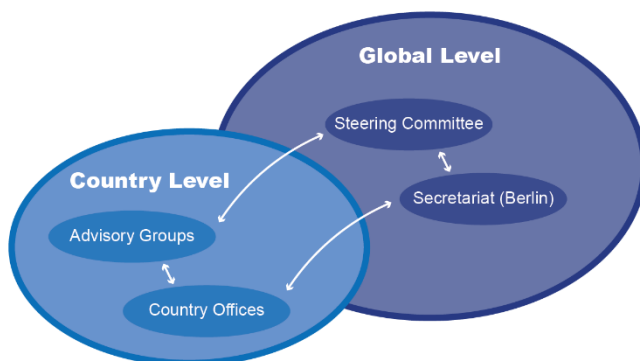 Global Level
Steering Committee
Secretariat (Berlin)
Country Level
Advisory Groups
Country Offices